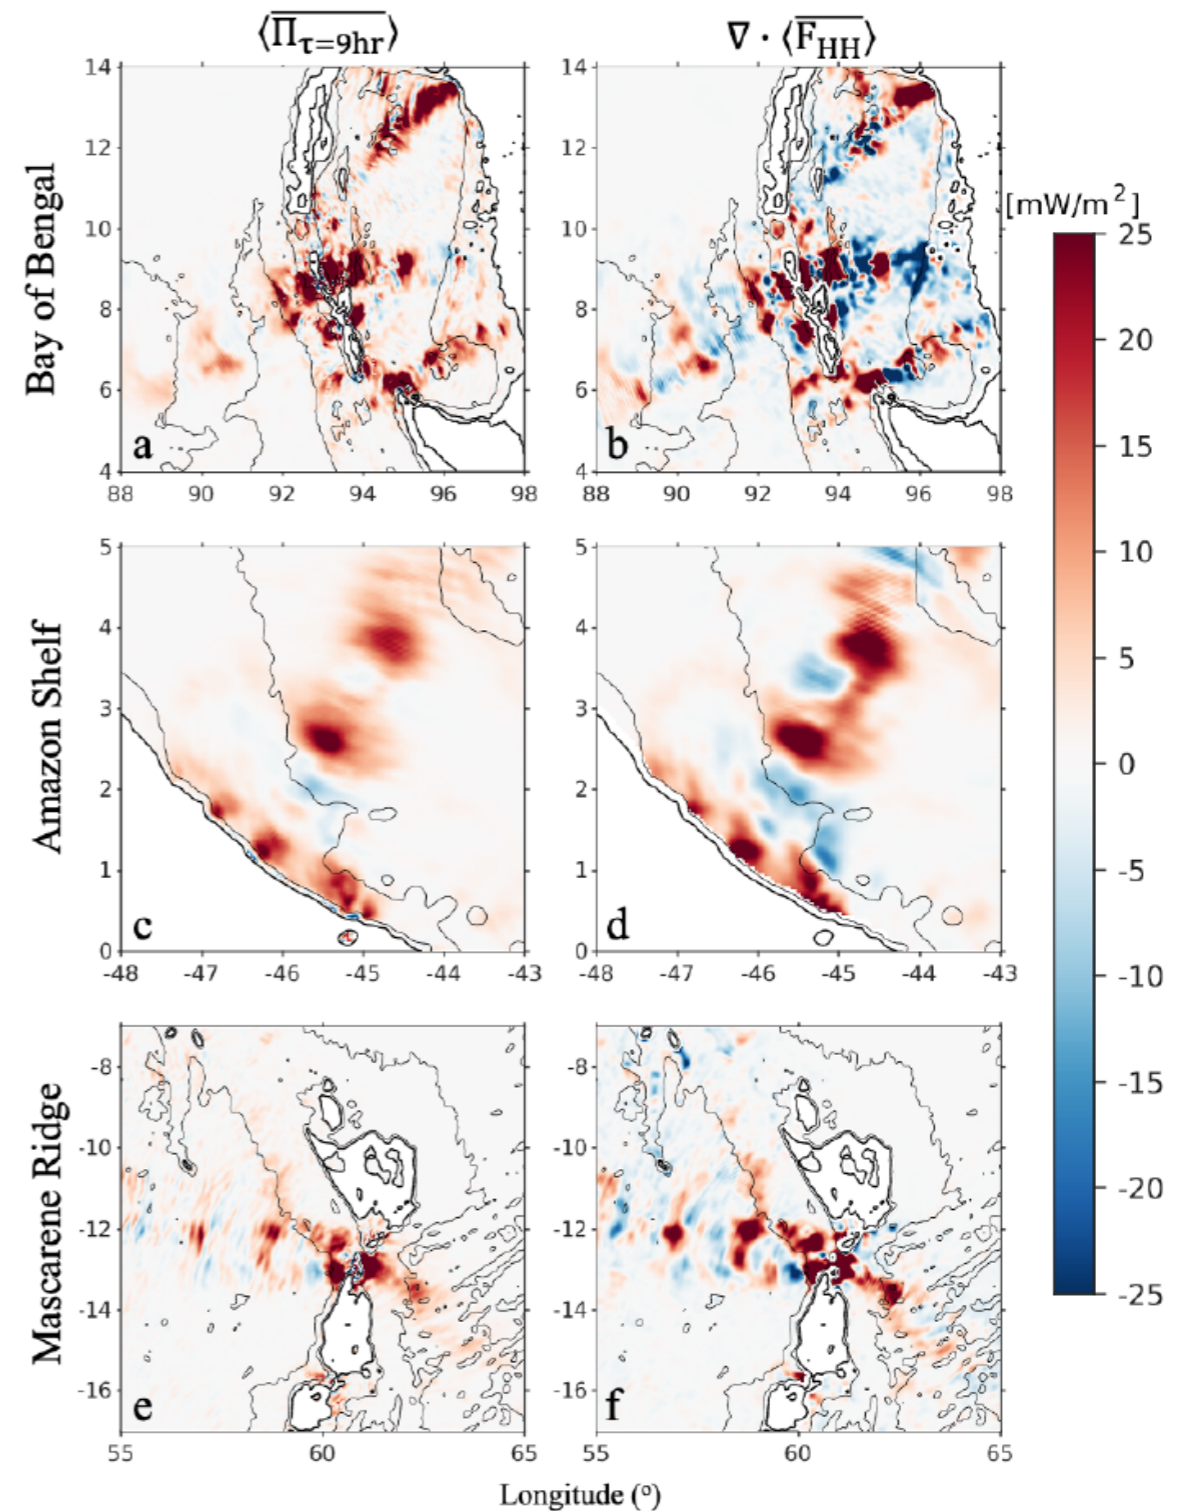 ⟨Π̅τ=9hr⟩ ∇ · ⟨F̅HH⟩
Bay of Bengal
14 12 10 8 6 4
a
88 90 92 94 96 98
14 12 10 8 6 4
b
88 90 92 94 96 98
[mW/m²]
25 20 15 10 5 0 -5 -10 -15 -20 -25
Amazon Shelf
5 4 3 2 1 0
c
-48 -47 -46 -45 -44 -43
5 4 3 2 1 0
d
-48 -47 -46 -45 -44 -43
Mascarene Ridge
-8 -10 -12 -14 -16
e
55 60 65
-8 -10 -12 -14 -16
f
55 60 65
Longitude (°)